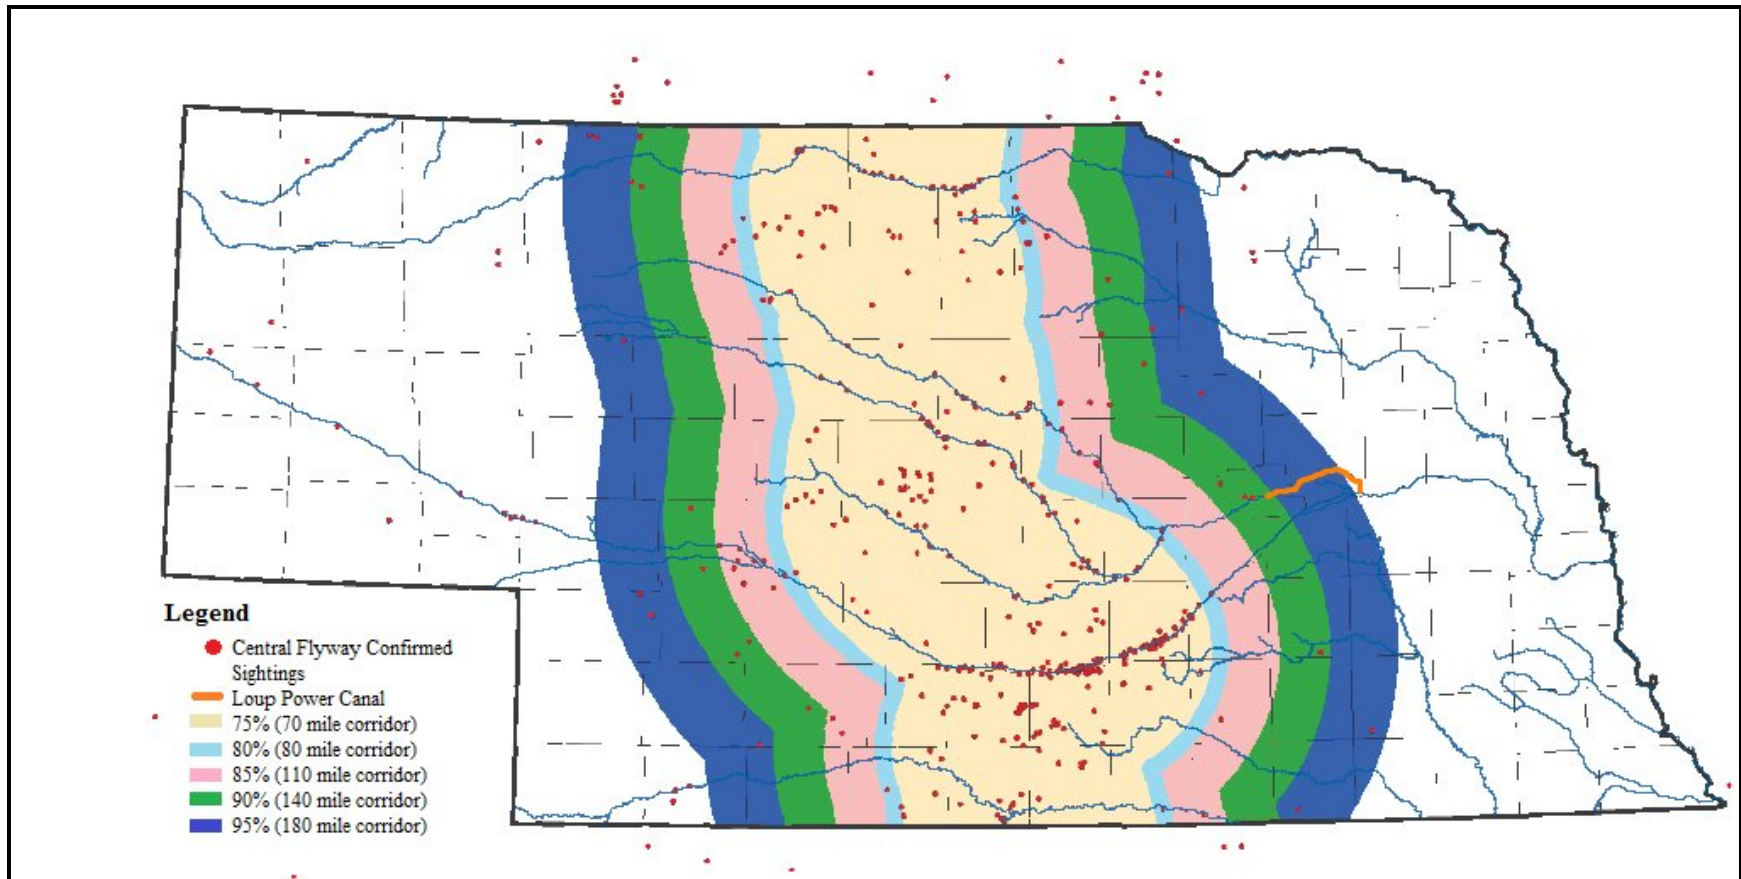 Legend
Central Flyway Confirmed
Sightings
Loup Power Canal
75% (70 mile corridor)
80% (80 mile corridor)
85% (110 mile corridor)
90% (140 mile corridor)
95% (180 mile corridor)